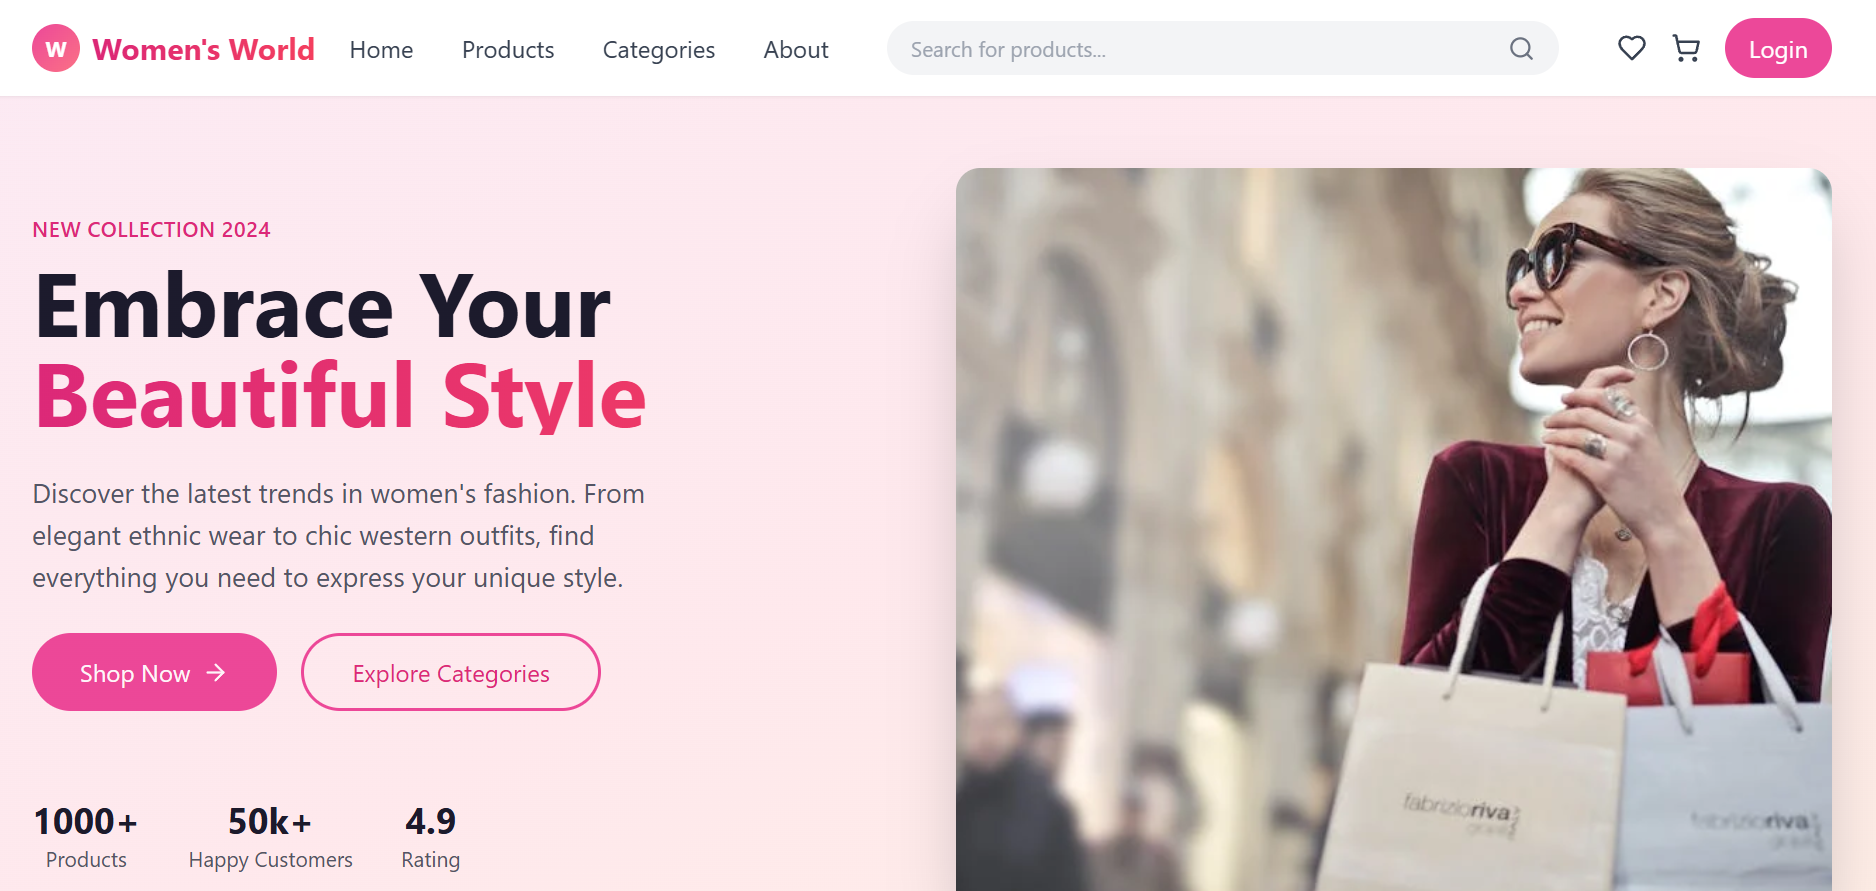 W
Women's World
Home
Products
Categories
About
Search for products...
Login
NEW COLLECTION 2024
Embrace Your
Beautiful Style
Discover the latest trends in women's fashion. From
elegant ethnic wear to chic western outfits, find
everything you need to express your unique style.
Shop Now
Explore Categories
1000+
Products
50k+
Happy Customers
4.9
Rating
fabrizioriva
fabrizioriva